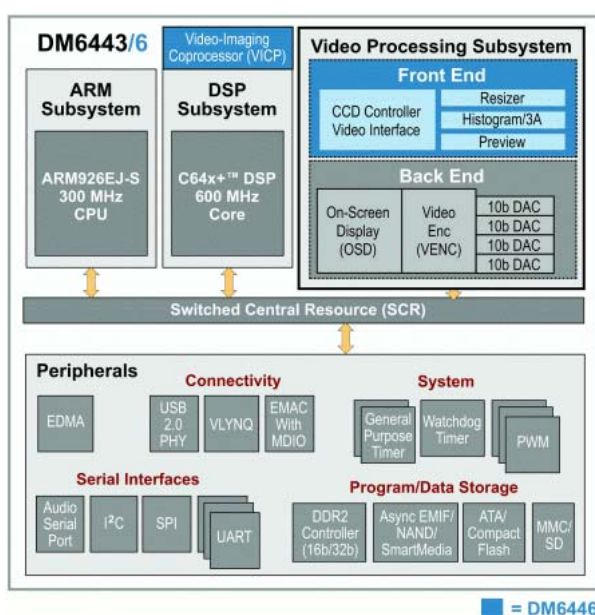 DM6443/6
Video-Imaging
Coprocessor (VICP)
ARM
Subsystem
ARM926EJ-S
300 MHz
CPU
DSP
Subsystem
C64x+™ DSP
600 MHz
Core
Video Processing Subsystem
Front End
CCD Controller
Video Interface
Resizer
Histogram/3A
Preview
Back End
On-Screen
Display
(OSD)
Video
Enc
(VENC)
10b DAC
10b DAC
10b DAC
10b DAC
Switched Central Resource (SCR)
Peripherals
EDMA
Connectivity
USB
2.0
PHY
VLYNQ
EMAC
With
MDIO
System
General
Purpose
Timer
Watchdog
Timer
PWM
Serial Interfaces
Audio
Serial
Port
I²C
SPI
UART
Program/Data Storage
DDR2
Controller
(16b/32b)
Async EMIF/
NAND/
SmartMedia
ATA/
Compact
Flash
MMC/
SD
= DM6446